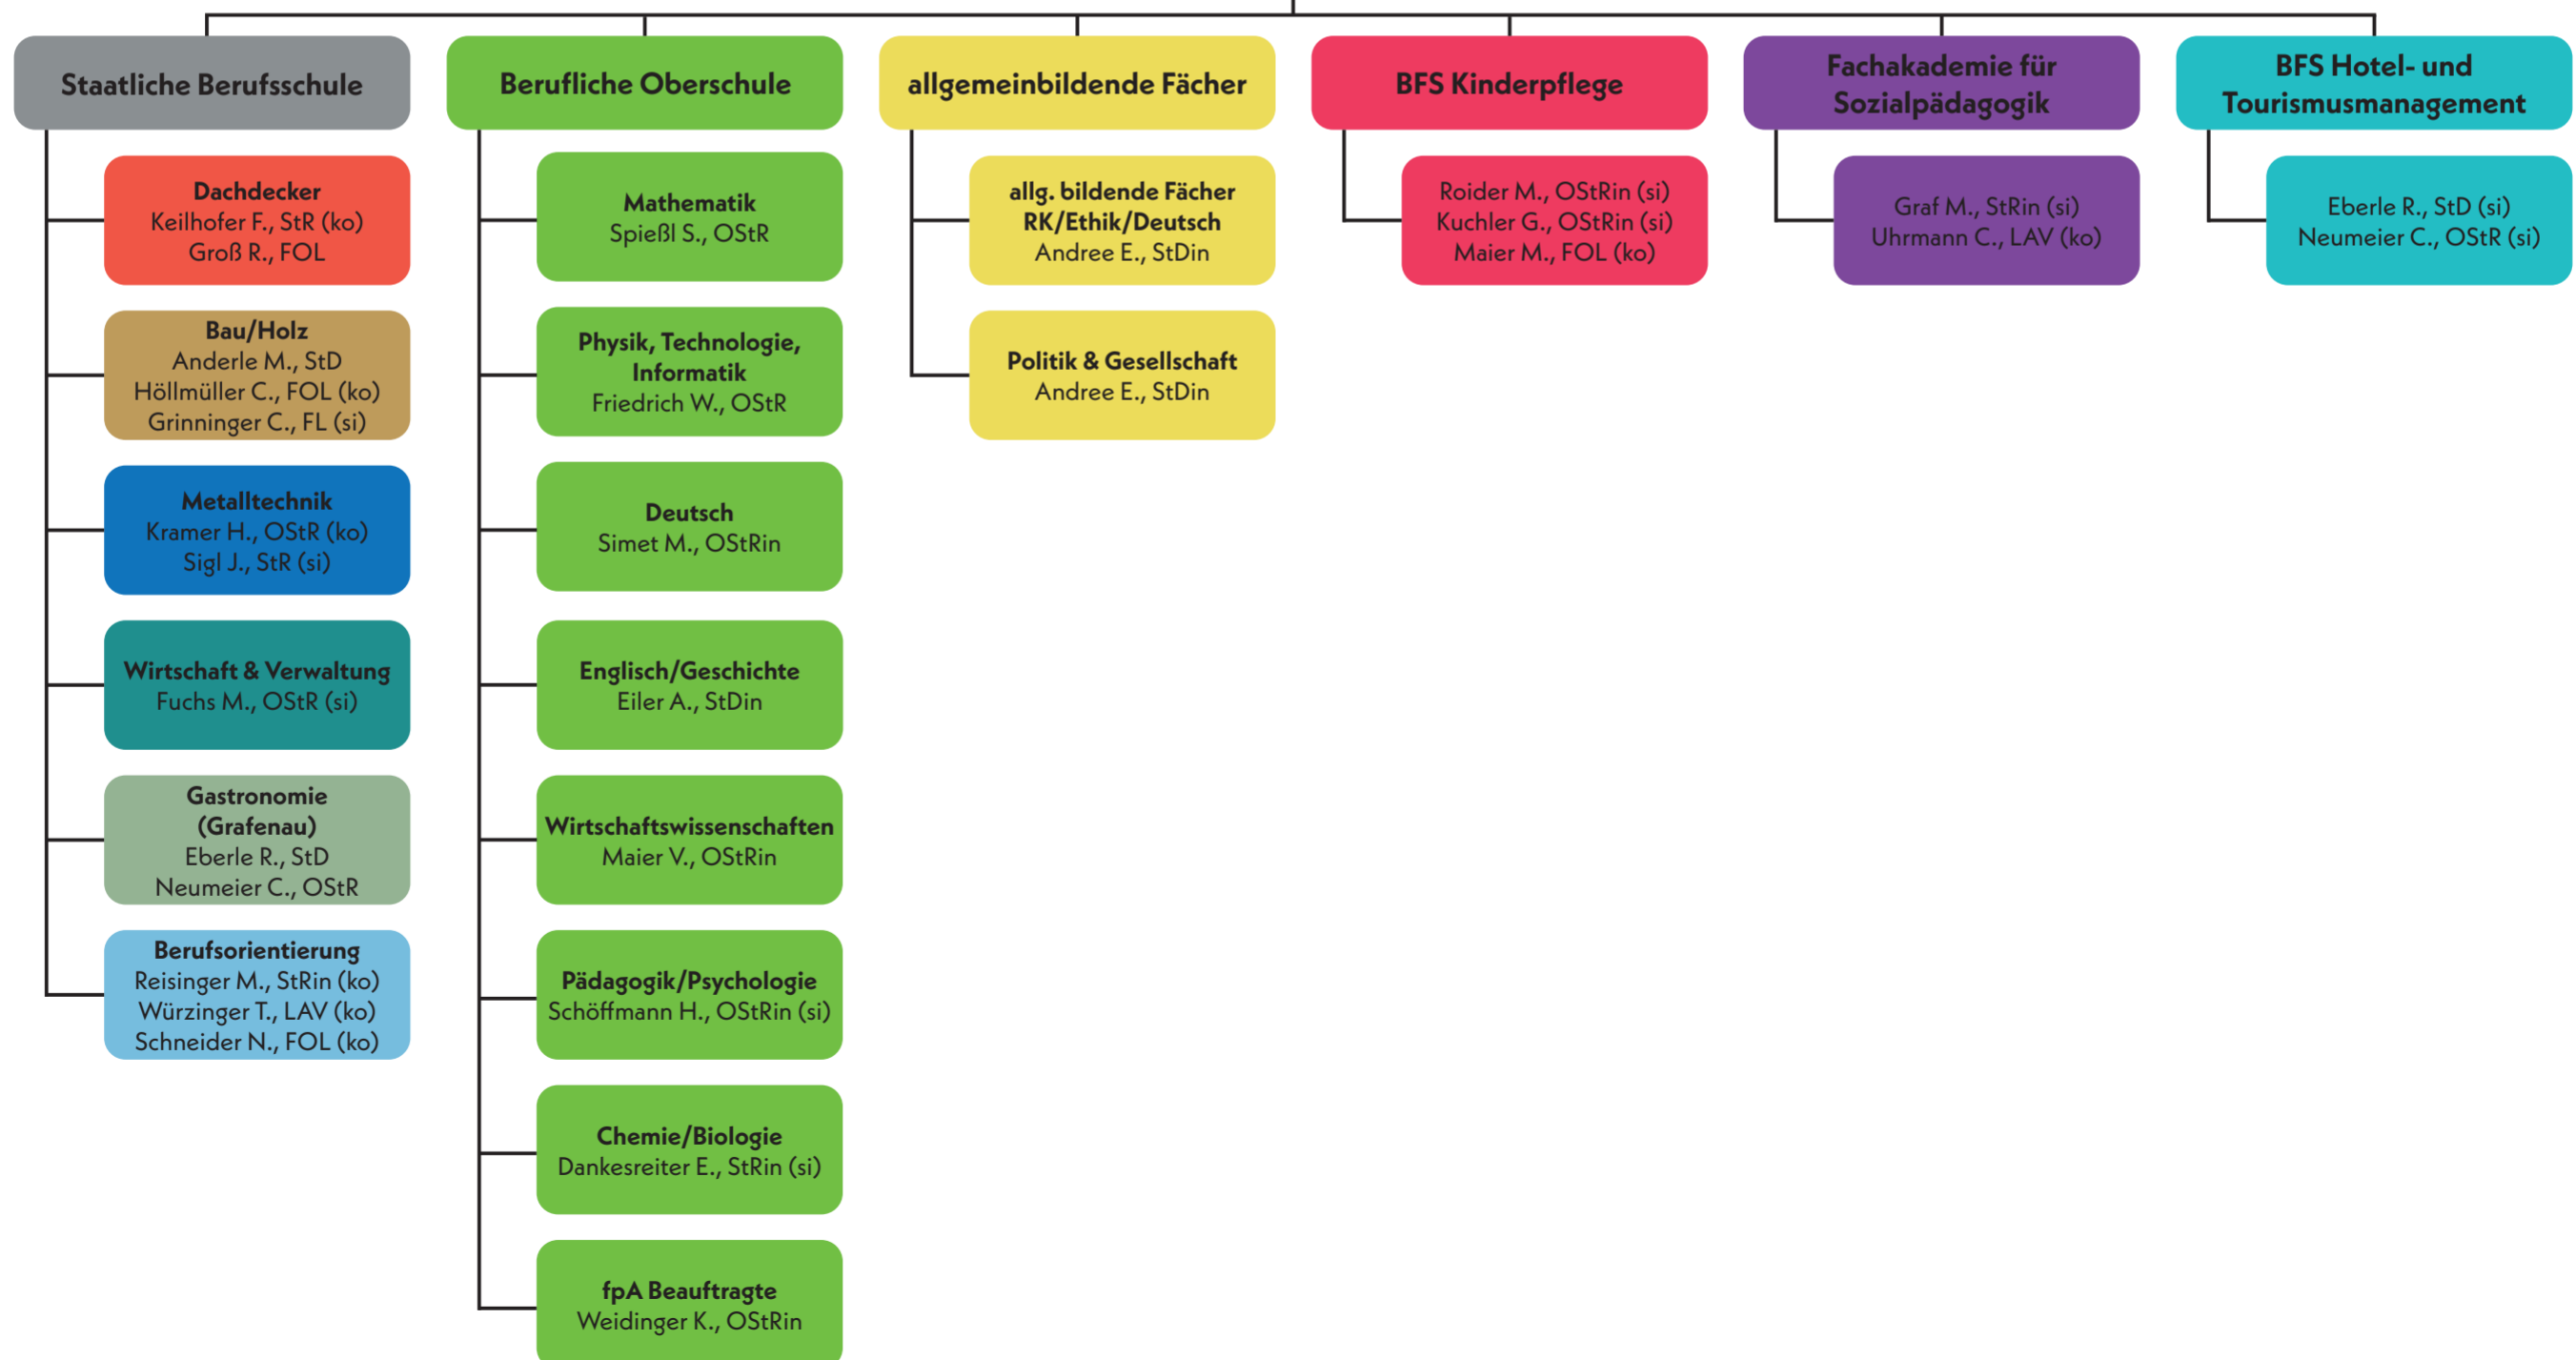 Staatliche Berufsschule
Dachdecker
Keilhofer F., StR (ko)
Groß R., FOL
Bau/Holz
Anderle M., StD
Höllmüller C., FOL (ko)
Grinninger C., FL (si)
Metalltechnik
Kramer H., OStR (ko)
Sigl J., StR (si)
Wirtschaft & Verwaltung
Fuchs M., OStR (si)
Gastronomie
(Grafenau)
Eberle R., StD
Neumeier C., OStR
Berufsorientierung
Reisinger M., StRin (ko)
Würzinger T., LAV (ko)
Schneider N., FOL (ko)
Berufliche Oberschule
Mathematik
Spießl S., OStR
Physik, Technologie,
Informatik
Friedrich W., OStR
Deutsch
Simet M., OStRin
Englisch/Geschichte
Eiler A., StDin
Wirtschaftswissenschaften
Maier V., OStRin
Pädagogik/Psychologie
Schöffmann H., OStRin (si)
Chemie/Biologie
Dankesreiter E., StRin (si)
fpA Beauftragte
Weidinger K., OStRin
allgemeinbildende Fächer
allg. bildende Fächer
RK/Ethik/Deutsch
Andree E., StDin
Politik & Gesellschaft
Andree E., StDin
BFS Kinderpflege
Roider M., OStRin (si)
Kuchler G., OStRin (si)
Maier M., FOL (ko)
Fachakademie für
Sozialpädagogik
Graf M., StRin (si)
Uhrmann C., LAV (ko)
BFS Hotel- und
Tourismusmanagement
Eberle R., StD (si)
Neumeier C., OStR (si)